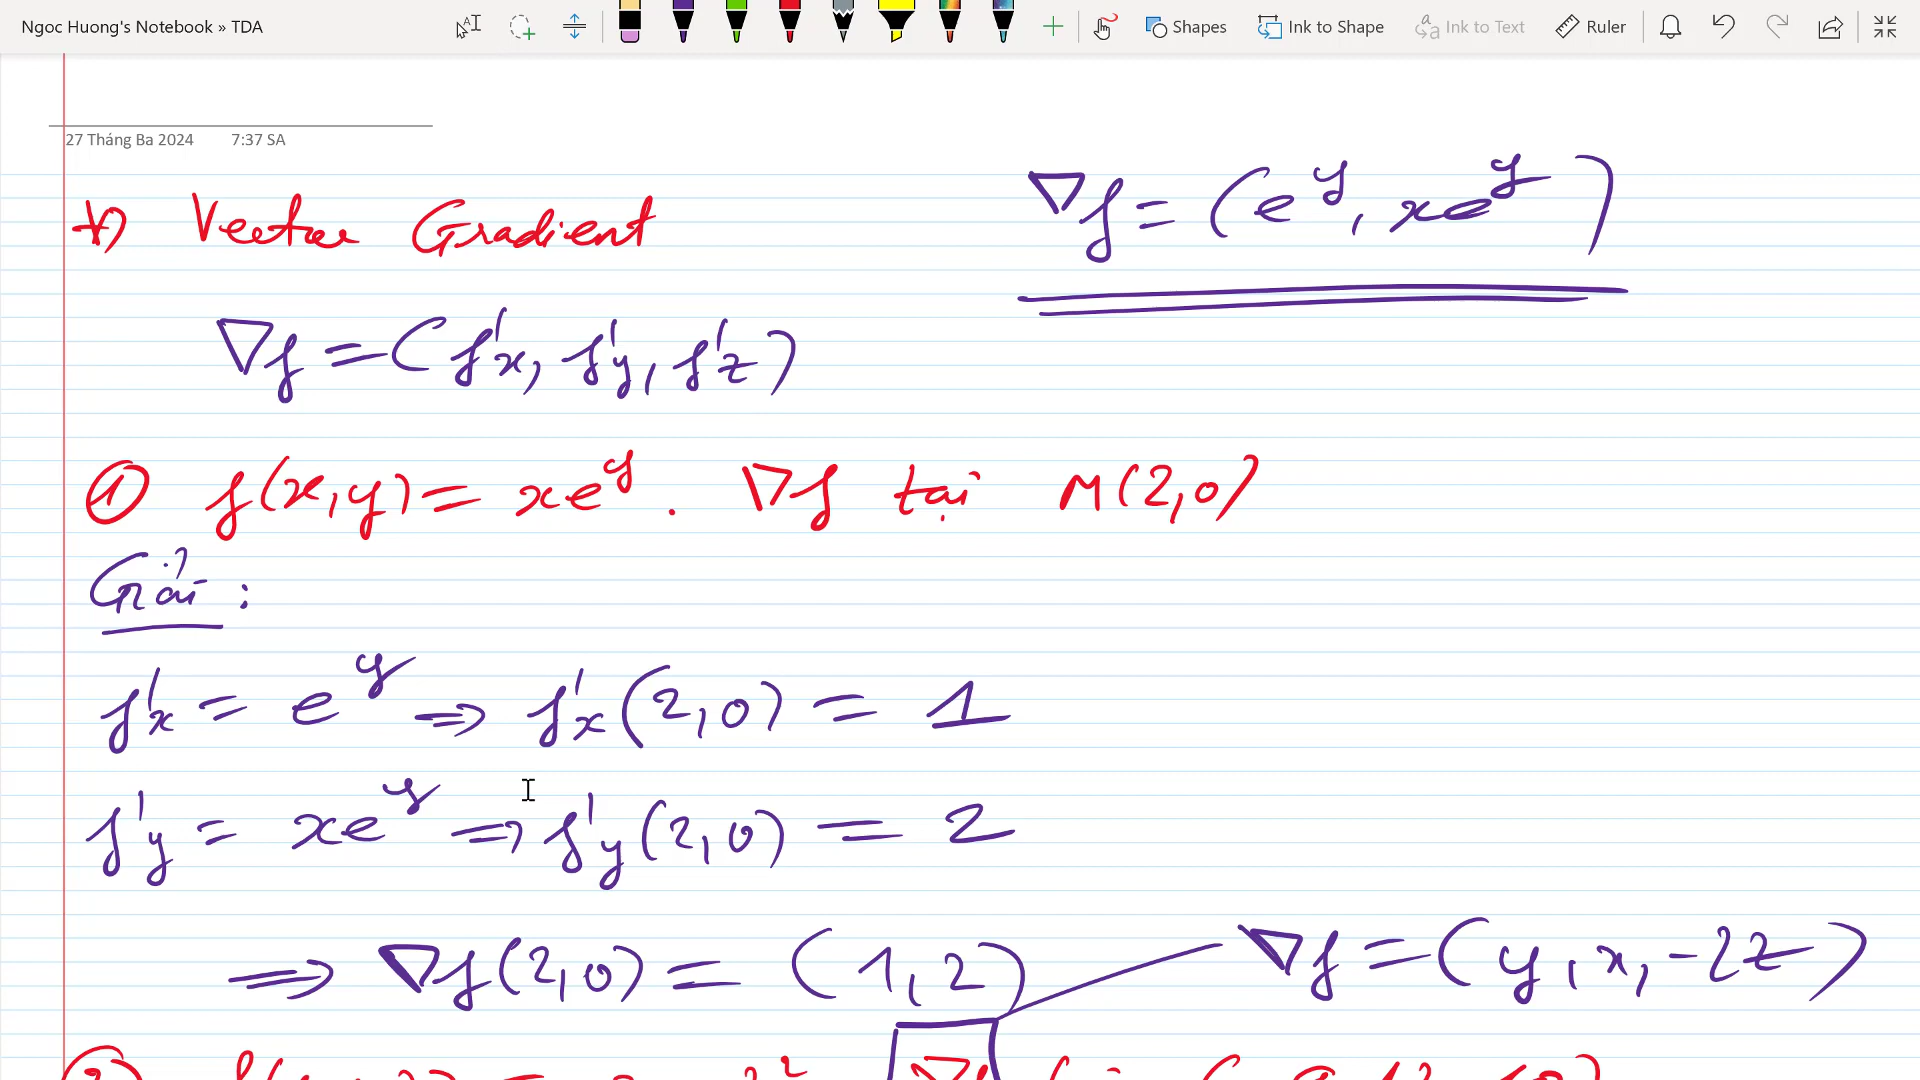 Ngoc Huong's Notebook » TDA
Shapes
Ink to Shape
Ink to Text
Ruler
27 Tháng Ba 2024 7:37 SA
*) Vector Gradient
∇f = (e^y, xe^y)
∇f = (f'x, f'y, f'z)
① f(x,y) = xe^y. ∇f tại M(2,0)
Giải:
f'x = e^y ⇒ f'x(2,0) = 1
f'y = xe^y ⇒ f'y(2,0) = 2
⇒ ∇f(2,0) = (1,2)
∇f = (y, x, -2z)